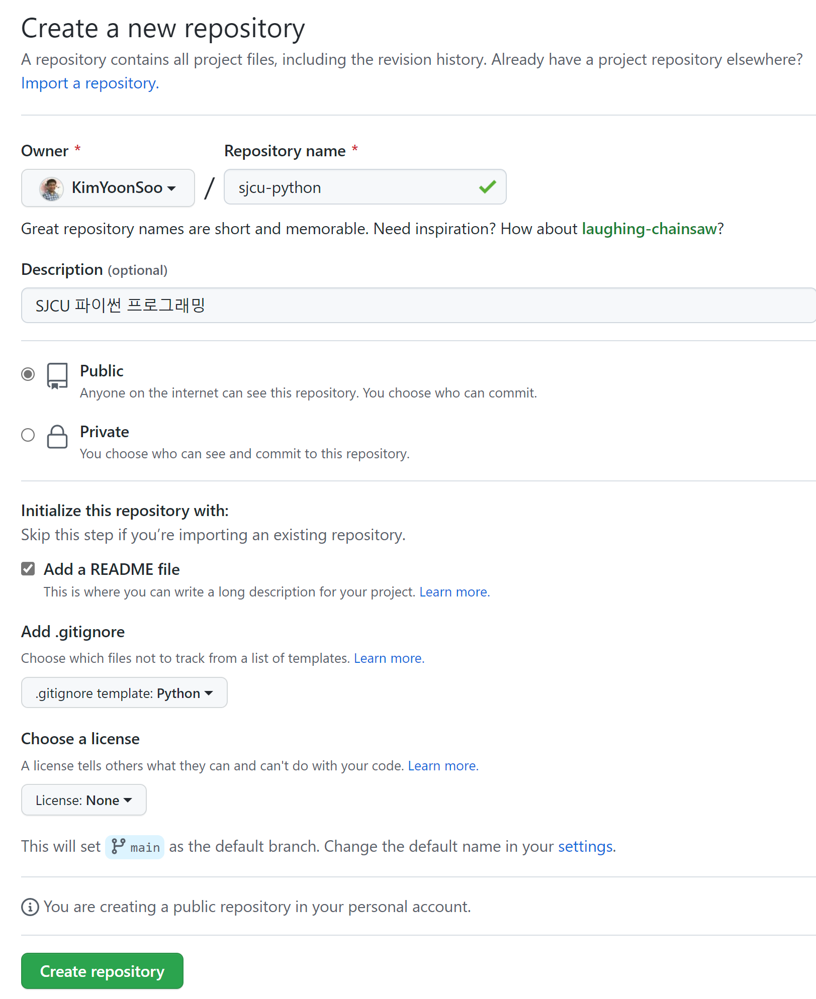 Create a new repository
A repository contains all project files, including the revision history. Already have a project repository elsewhere?
Import a repository.
Owner *
Repository name *
KimYoonSoo / sjcu-python
Great repository names are short and memorable. Need inspiration? How about laughing-chainsaw?
Description (optional)
SJCU 파이썬 프로그래밍
Public
Anyone on the internet can see this repository. You choose who can commit.
Private
You choose who can see and commit to this repository.
Initialize this repository with:
Skip this step if you’re importing an existing repository.
Add a README file
This is where you can write a long description for your project. Learn more.
Add .gitignore
Choose which files not to track from a list of templates. Learn more.
.gitignore template: Python
Choose a license
A license tells others what they can and can't do with your code. Learn more.
License: None
This will set main as the default branch. Change the default name in your settings.
You are creating a public repository in your personal account.
Create repository